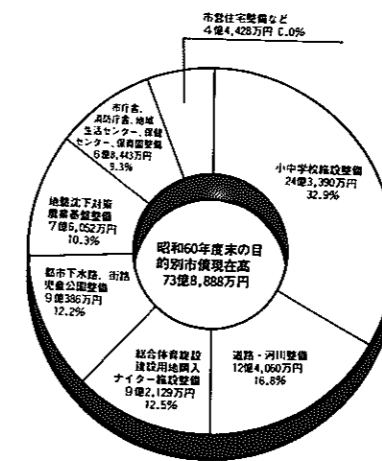 市営住宅整備など
4億4,428万円 6.0%
市庁舎、
消防庁舎、地域
生活センター、保健
センター、保育園整備
6億8,443万円
9.3%
小中学校施設整備
24億3,390万円
32.9%
地盤沈下対策
農業基盤整備
7億6,052万円
10.3%
昭和60年度末の目
的別市債現在高
73億8,888万円
都市下水路、街路
児童公園整備
9億386万円
12.2%
総合体育施設
建設用地購入
ナイター施設整備
9億2,129万円
12.5%
道路・河川整備
12億4,060万円
16.8%